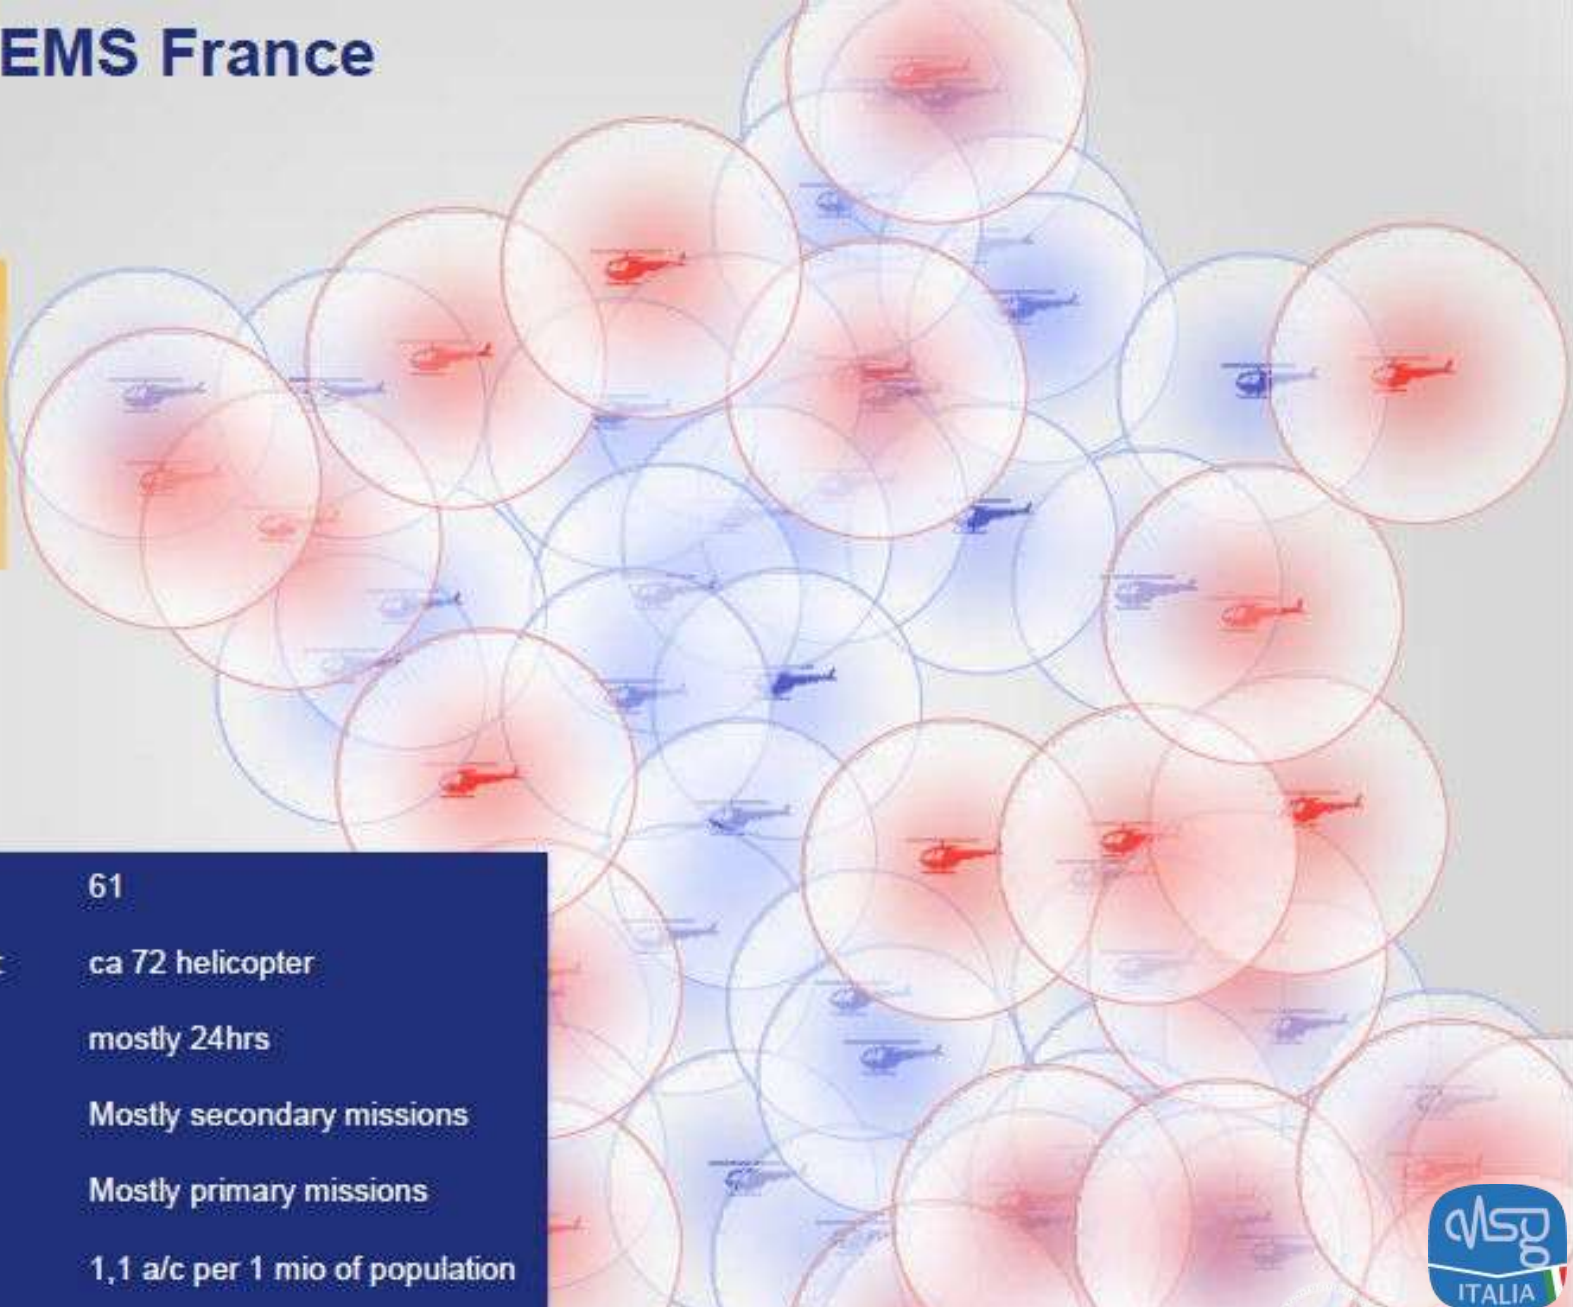 EMS France
61
ca 72 helicopter
mostly 24hrs
Mostly secondary missions
Mostly primary missions
1,1 a/c per 1 mio of population
ITALIA